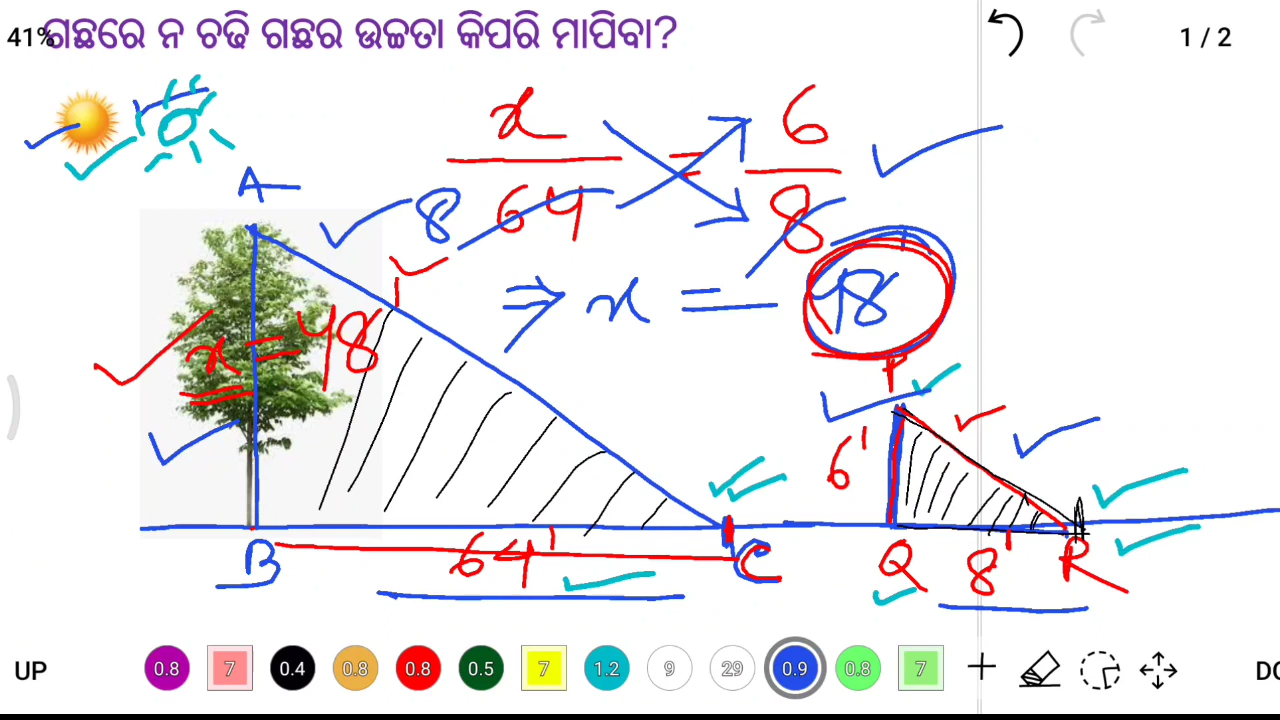 41%
ଗଛରେ ନ ଚଢି ଗଛର ଉଚ୍ଚତା କିପରି ମାପିବା?
1 / 2
x/64 = 6/8
8
⇒ x = 48
A
x = 48'
P
6'
B
64'
C
Q
8'
R
UP
0.8 7 0.4 0.8 0.8 0.5 7 1.2 9 29 0.9 0.8 7